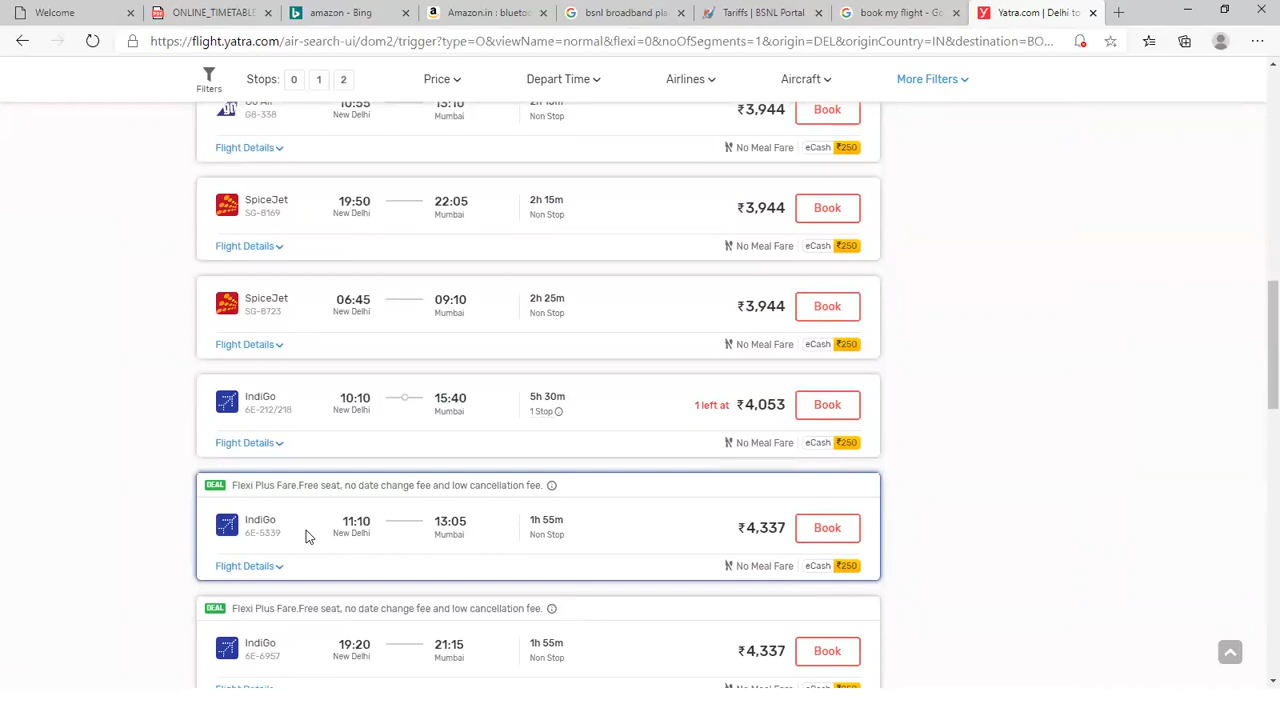 Welcome
ONLINE_TIMETABLE
amazon - Bing
Amazon.in : bluetoo
bsnl broadband pla
Tarifs | BSNL Portal
book my flight - Go
Yatra.com | Delhi to
https://flight.yatra.com/air-search-ui/dom2/trigger?type=O&viewName=normal&flexi=0&noOfSegments=1&origin=DEL&originCountry=IN&destination=BO...
Filters
Stops: 0 1 2
Price
Depart Time
Airlines
Aircraft
More Filters
Go Air 10:55 13:10 2h 15m
G8-338 New Delhi Mumbai Non Stop ₹3,944 Book
Flight Details No Meal Fare eCash ₹250
SpiceJet 19:50 22:05 2h 15m
SG-8169 New Delhi Mumbai Non Stop ₹3,944 Book
Flight Details No Meal Fare eCash ₹250
SpiceJet 06:45 09:10 2h 25m
SG-8723 New Delhi Mumbai Non Stop ₹3,944 Book
Flight Details No Meal Fare eCash ₹250
IndiGo 10:10 15:40 5h 30m
6E-212/218 New Delhi Mumbai 1 Stop 1 left at ₹4,053 Book
Flight Details No Meal Fare eCash ₹250
DEAL Flexi Plus Fare.Free seat, no date change fee and low cancellation fee.
IndiGo 11:10 13:05 1h 55m
6E-5339 New Delhi Mumbai Non Stop ₹4,337 Book
Flight Details No Meal Fare eCash ₹250
DEAL Flexi Plus Fare.Free seat, no date change fee and low cancellation fee.
IndiGo 19:20 21:15 1h 55m
6E-6957 New Delhi Mumbai Non Stop ₹4,337 Book